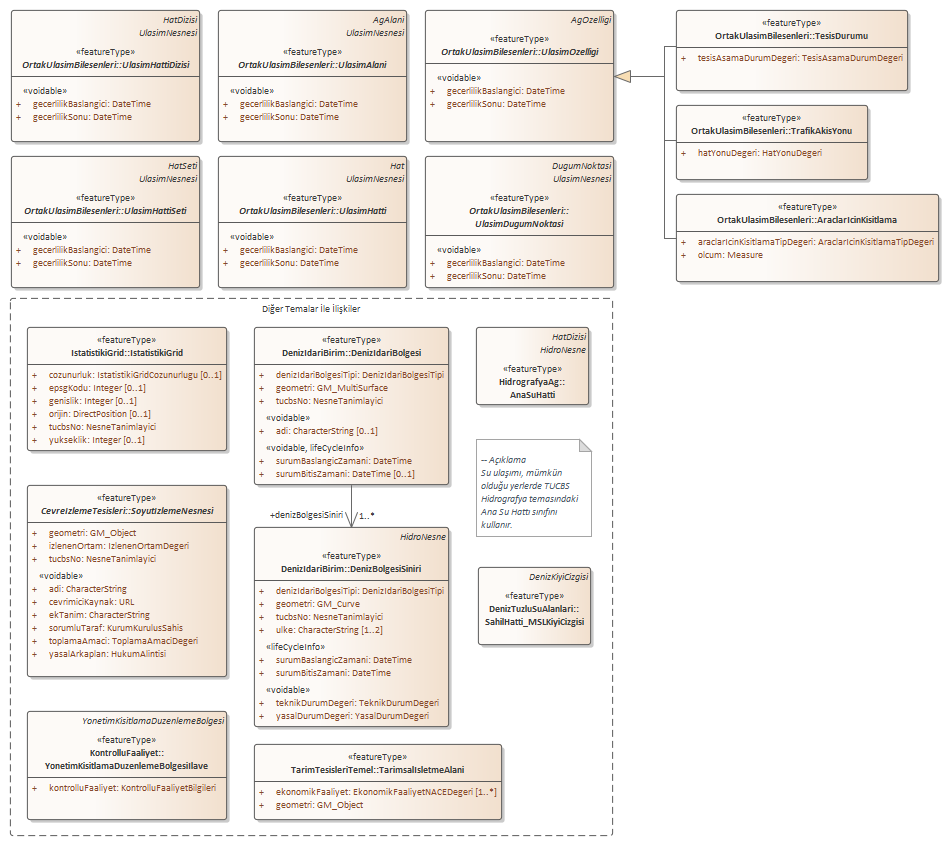 HatDizisi
UlasimNesnesi
«featureType»
OrtakUlasimBilesenleri::UlasimHattiDizisi
«voidable»
+ gecerlilikBaslangici: DateTime
+ gecerlilikSonu: DateTime
AgAlani
UlasimNesnesi
«featureType»
OrtakUlasimBilesenleri::UlasimAlani
«voidable»
+ gecerlilikBaslangici: DateTime
+ gecerlilikSonu: DateTime
AgOzelligi
«featureType»
OrtakUlasimBilesenleri::UlasimOzelligi
«voidable»
+ gecerlilikBaslangici: DateTime
+ gecerlilikSonu: DateTime
«featureType»
OrtakUlasimBilesenleri::TesisDurumu
+ tesisAsamaDurumDegeri: TesisAsamaDurumDegeri
«featureType»
OrtakUlasimBilesenleri::TrafikAkisYonu
+ hatYonuDegeri: HatYonuDegeri
«featureType»
OrtakUlasimBilesenleri::AraclarIcinKisitlama
+ araclarIcinKisitlamaTipDegeri: AraclarIcinKisitlamaTipDegeri
+ olcum: Measure
HatSeti
UlasimNesnesi
«featureType»
OrtakUlasimBilesenleri::UlasimHattiSeti
«voidable»
+ gecerlilikBaslangici: DateTime
+ gecerlilikSonu: DateTime
Hat
UlasimNesnesi
«featureType»
OrtakUlasimBilesenleri::UlasimHatti
«voidable»
+ gecerlilikBaslangici: DateTime
+ gecerlilikSonu: DateTime
DugumNoktasi
UlasimNesnesi
«featureType»
OrtakUlasimBilesenleri::
UlasimDugumNoktasi
«voidable»
+ gecerlilikBaslangici: DateTime
+ gecerlilikSonu: DateTime
Diğer Temalar İle İlişkiler
«featureType»
IstatistikiGrid::IstatistikiGrid
+ cozunurluk: IstatistikiGridCozunurlugu [0..1]
+ epsgKodu: Integer [0..1]
+ genislik: Integer [0..1]
+ orijin: DirectPosition [0..1]
+ tucbsNo: NesneTanimlayici
+ yukseklik: Integer [0..1]
«featureType»
DenizIdariBirim::DenizIdariBolgesi
+ denizIdariBolgesiTipi: DenizIdariBolgesiTipi
+ geometri: GM_MultiSurface
+ tucbsNo: NesneTanimlayici
«voidable»
+ adi: CharacterString [0..1]
«voidable, lifeCycleInfo»
+ surumBaslangicZamani: DateTime
+ surumBitisZamani: DateTime [0..1]
HatDizisi
HidroNesne
«featureType»
HidrografyaAg::
AnaSuHatti
-- Açıklama
Su ulaşımı, mümkün
olduğu yerlerde TUCBS
Hidrografya temasındaki
Ana Su Hattı sınıfını
kullanır.
«featureType»
CevreIzlemeTesisleri::SoyutIzlemeNesnesi
+ geometri: GM_Object
+ izlenenOrtam: IzlenenOrtamDegeri
+ tucbsNo: NesneTanimlayici
«voidable»
+ adi: CharacterString
+ cevrimiciKaynak: URL
+ ekTanim: CharacterString
+ sorumluTaraf: KurumKurulusSahis
+ toplamaAmaci: ToplamaAmaciDegeri
+ yasalArkaplan: HukumAlintisi
+denizBolgesiSiniri 1..*
HidroNesne
«featureType»
DenizIdariBirim::DenizBolgesiSiniri
+ denizIdariBolgesiTipi: DenizIdariBolgesiTipi
+ geometri: GM_Curve
+ tucbsNo: NesneTanimlayici
+ ulke: CharacterString [1..2]
«lifeCycleInfo»
+ surumBaslangicZamani: DateTime
+ surumBitisZamani: DateTime
«voidable»
+ teknikDurumDegeri: TeknikDurumDegeri
+ yasalDurumDegeri: YasalDurumDegeri
DenizKiyiCizgisi
«featureType»
DenizTuzluSuAlanlari::
SahilHatti_MSLKiyiCizgisi
YonetimKisitlamaDuzenlemeBolgesi
«featureType»
KontrolluFaaliyet::
YonetimKisitlamaDuzenlemeBolgesiIlave
+ kontrolluFaaliyet: KontrolluFaaliyetBilgileri
«featureType»
TarimTesisleriTemel::TarimsalIsletmeAlani
+ ekonomikFaaliyet: EkonomikFaaliyetNACEDegeri [1..*]
+ geometri: GM_Object